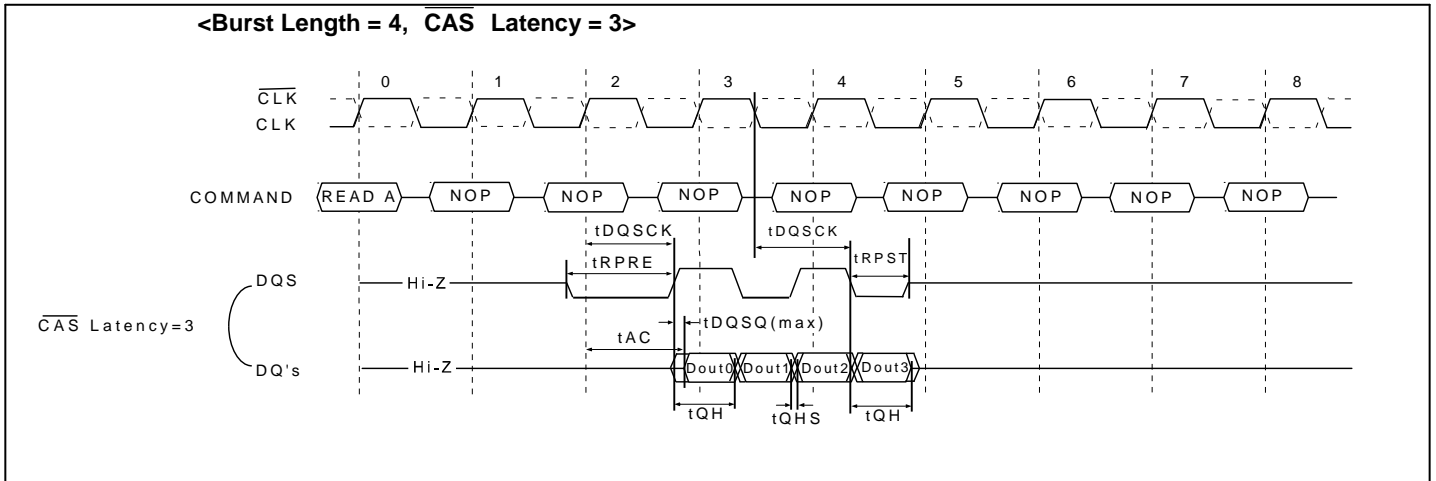 <Burst Length = 4, CAS Latency = 3>
0 1 2 3 4 5 6 7 8
CLK
CLK
COMMAND READ A NOP NOP NOP NOP NOP NOP NOP NOP
tDQSCK tDQSCK
tRPRE tRPST
DQS Hi-Z
CAS Latency=3
tDQSQ(max)
tAC
DQ's Hi-Z Dout0 Dout1 Dout2 Dout3
tQH tQHS tQH